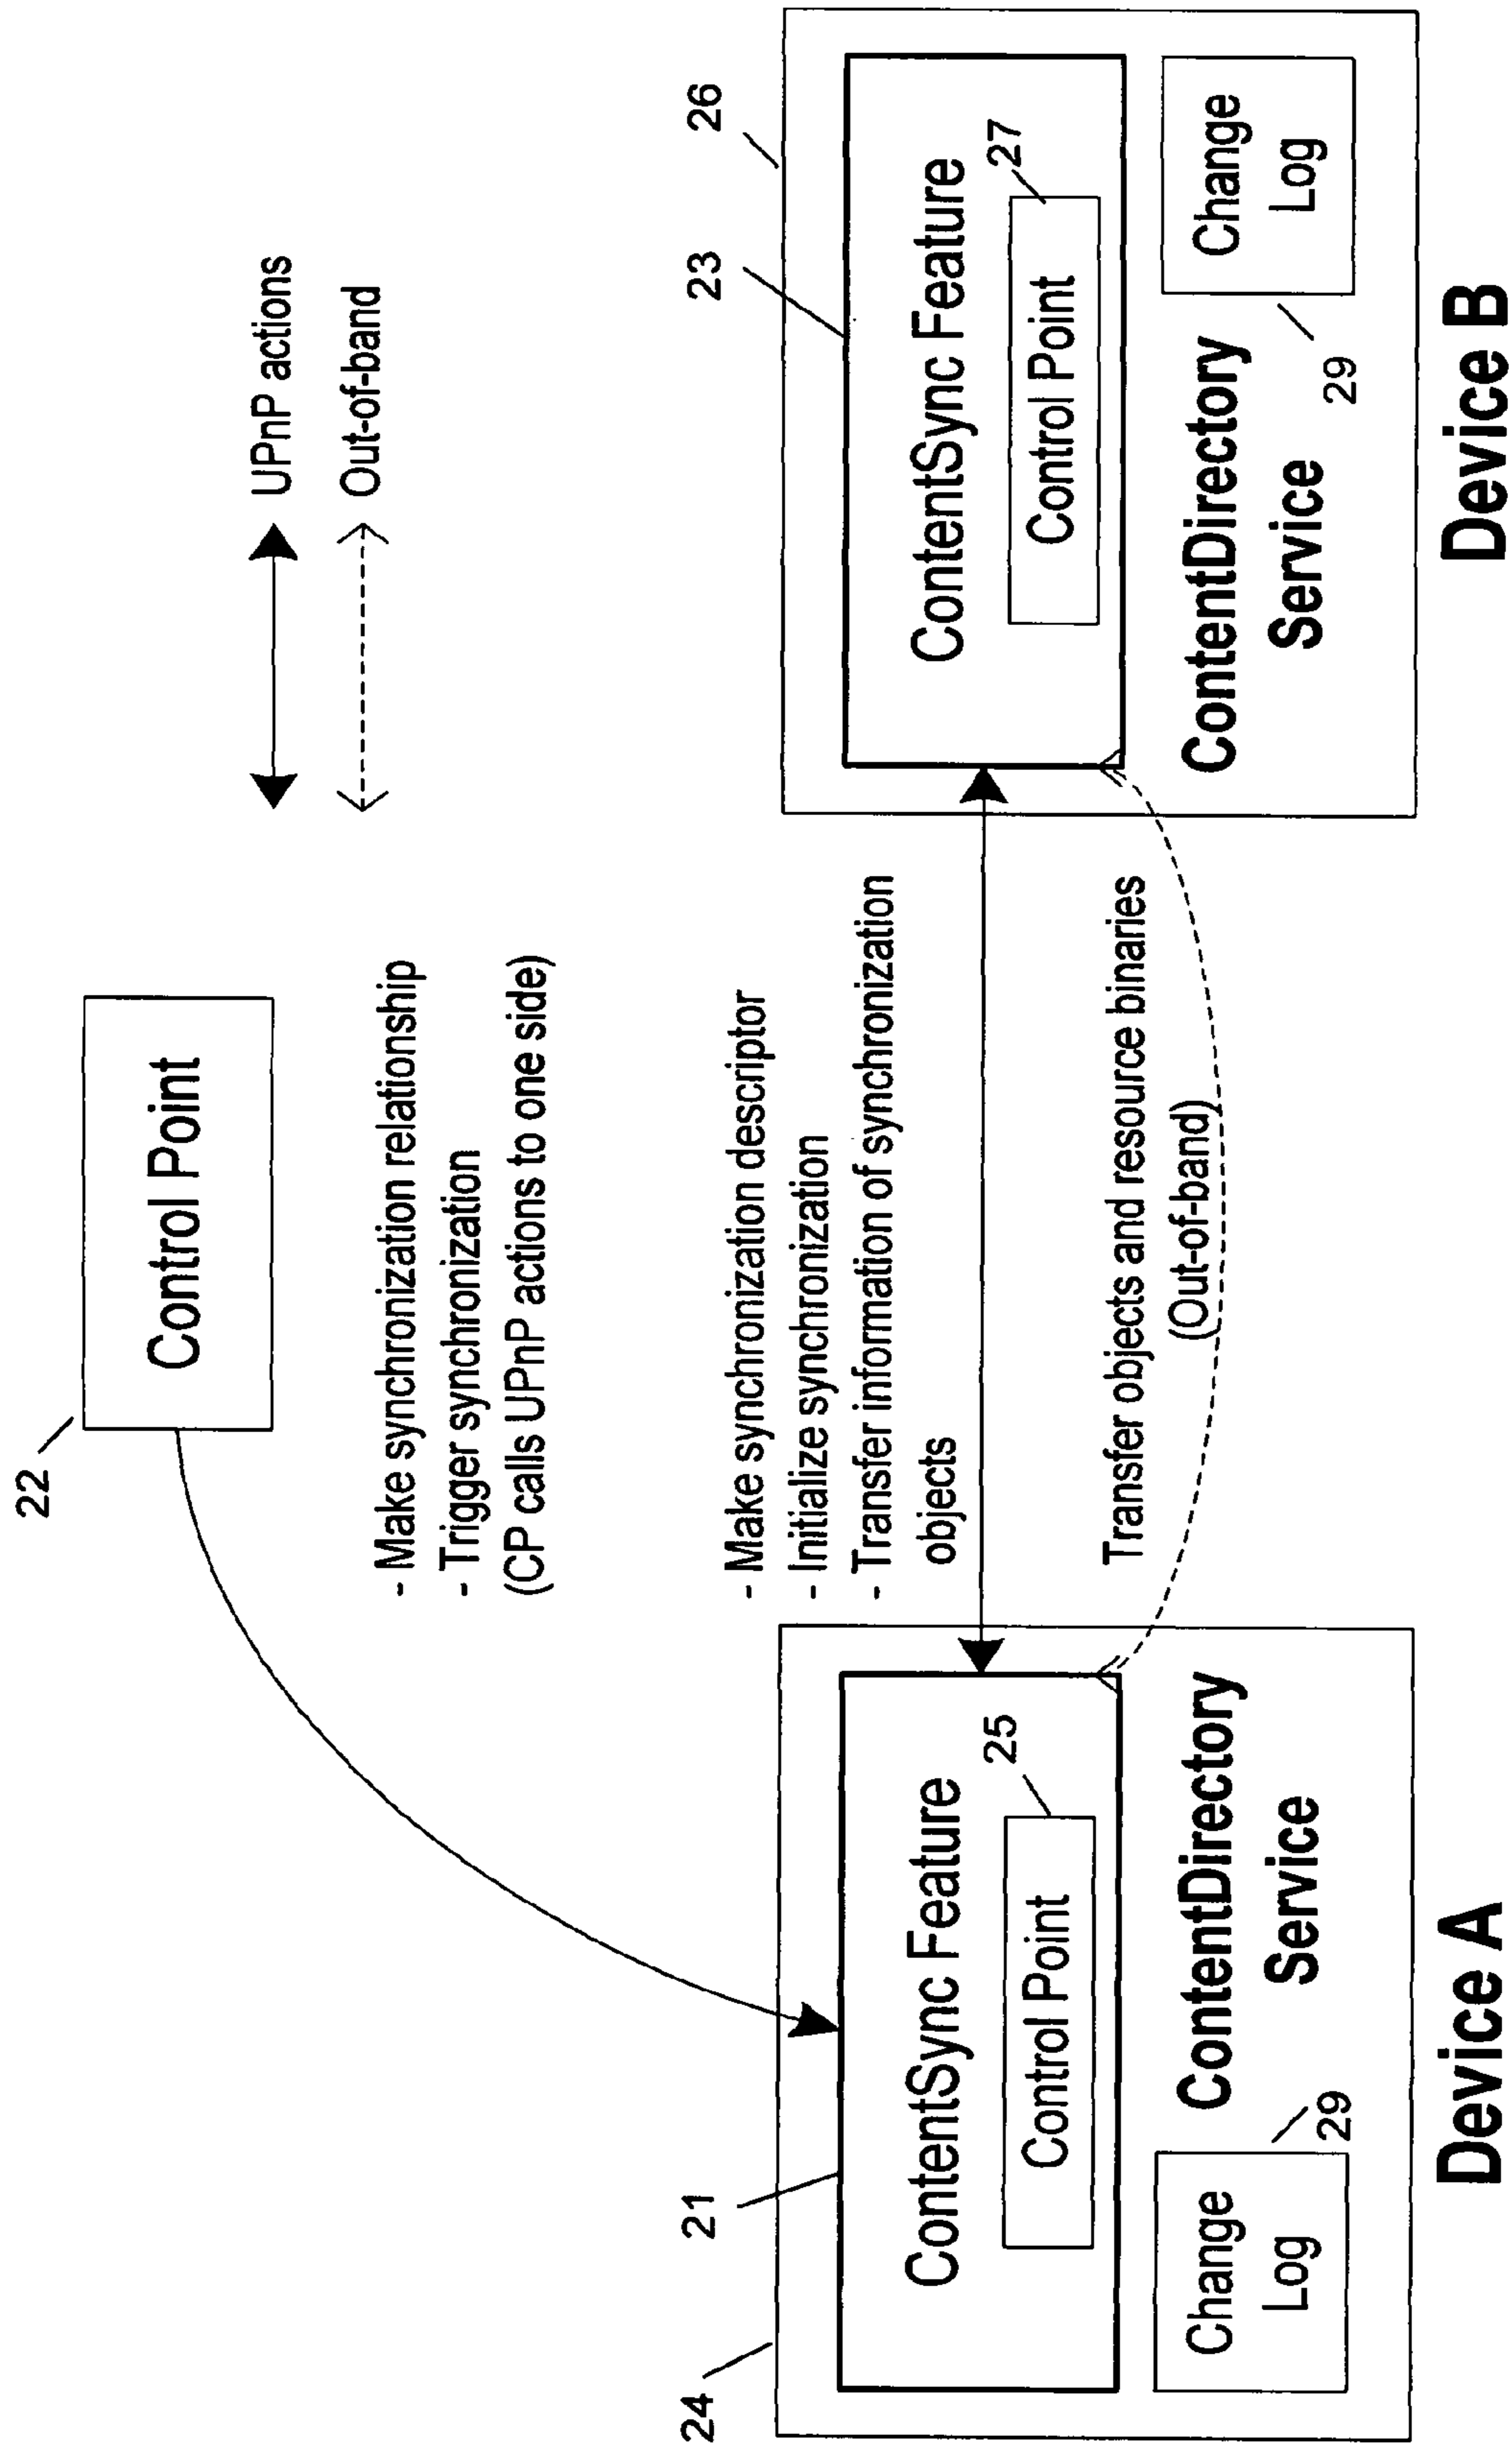 22
Control Point
UPnP actions
Out-of-band
- Make synchronization relationship
- Trigger synchronization
(CP calls UPnP actions to one side)
- Make synchronization descriptor
- Initialize synchronization
- Transfer information of synchronization
objects
Transfer objects and resource binaries
(Out-of-band)
24
21
ContentSync Feature
25
Control Point
ContentDirectory
Service
Change
Log
29
Device A
26
23
ContentSync Feature
27
Control Point
ContentDirectory
Service
Change
Log
29
Device B